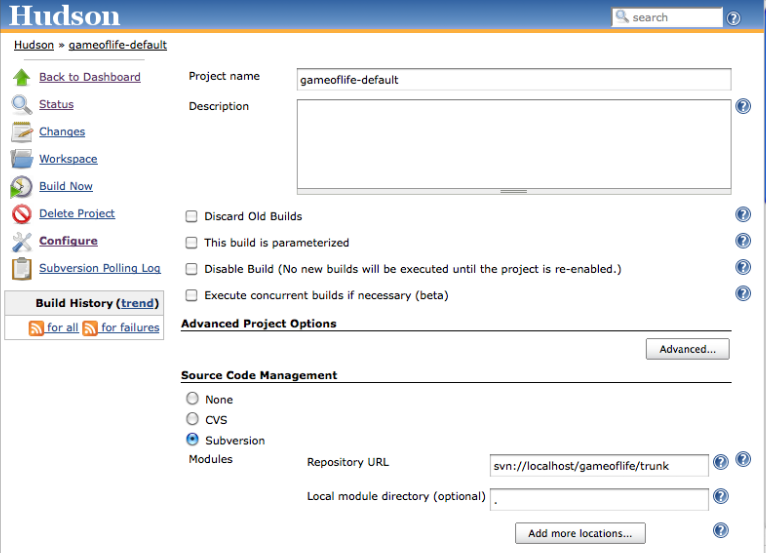 Hudson
search
Hudson » gameoflife-default
Back to Dashboard
Status
Changes
Workspace
Build Now
Delete Project
Configure
Subversion Polling Log
Build History (trend)
for all for failures
Project name gameoflife-default
Description
Discard Old Builds
This build is parameterized
Disable Build (No new builds will be executed until the project is re-enabled.)
Execute concurrent builds if necessary (beta)
Advanced Project Options
Advanced...
Source Code Management
None
CVS
Subversion
Modules Repository URL svn://localhost/gameoflife/trunk
Local module directory (optional) .
Add more locations...